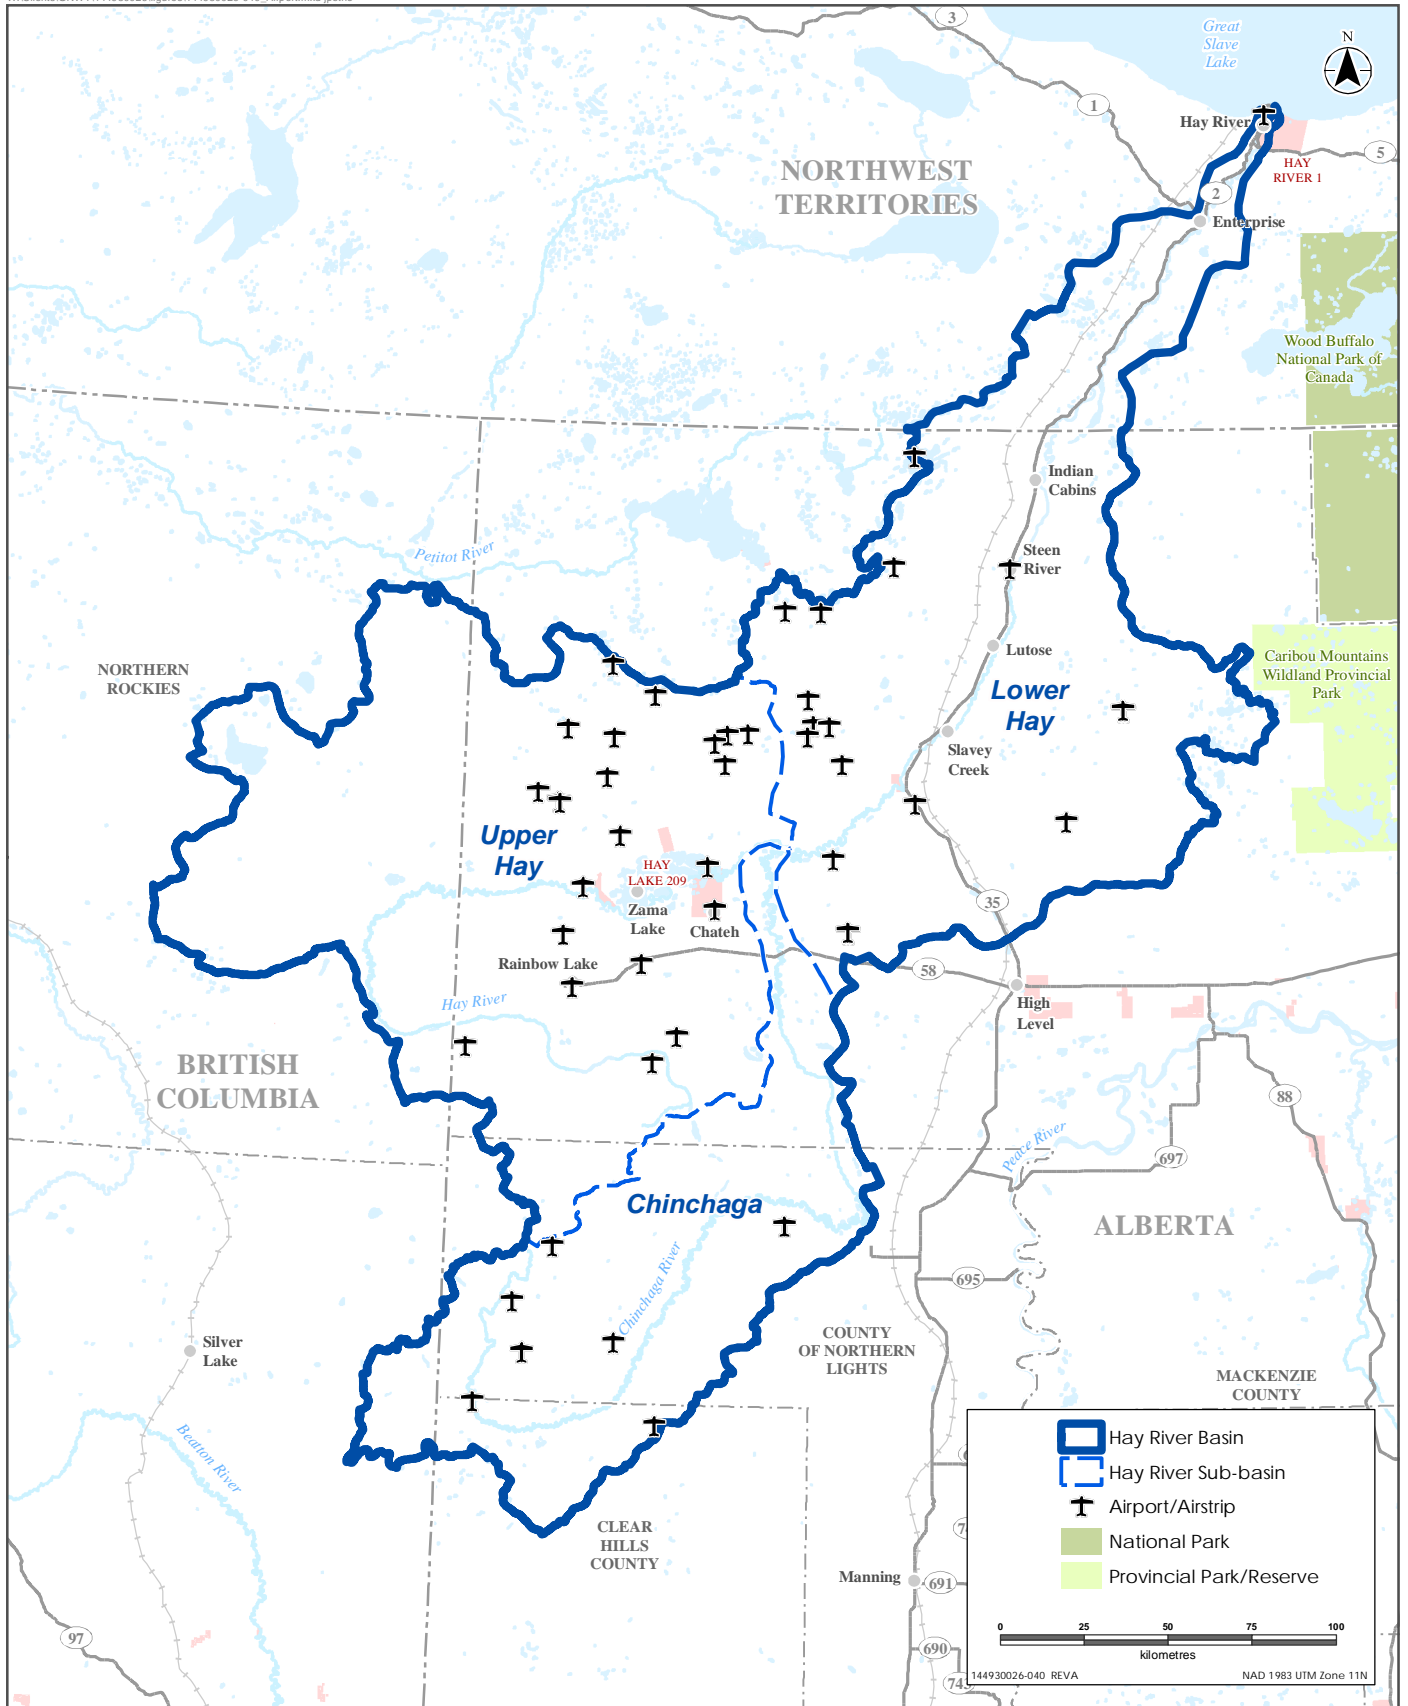 3
Great
Slave
Lake
N
1
Hay River
5
HAY
RIVER 1
NORTHWEST
TERRITORIES
2
Enterprise
Wood Buffalo
National Park of
Canada
Indian
Cabins
Petitot River
Steen
River
Lutose
NORTHERN
ROCKIES
Caribou Mountains
Wildland Provincial
Park
Lower
Hay
Slavey
Creek
Upper
Hay
HAY
LAKE 209
Zama
Lake
Chateh
35
Rainbow Lake
58
Hay River
High
Level
BRITISH
COLUMBIA
88
Peace River
697
Chinchaga
ALBERTA
Chinchaga River
695
Silver
Lake
COUNTY
OF NORTHERN
LIGHTS
MACKENZIE
COUNTY
Beatton River
CLEAR
HILLS
COUNTY
Manning
691
97
690
Hay River Basin
Hay River Sub-basin
Airport/Airstrip
National Park
Provincial Park/Reserve
0 25 50 75 100
kilometres
144930026-040 REVA
NAD 1983 UTM Zone 11N